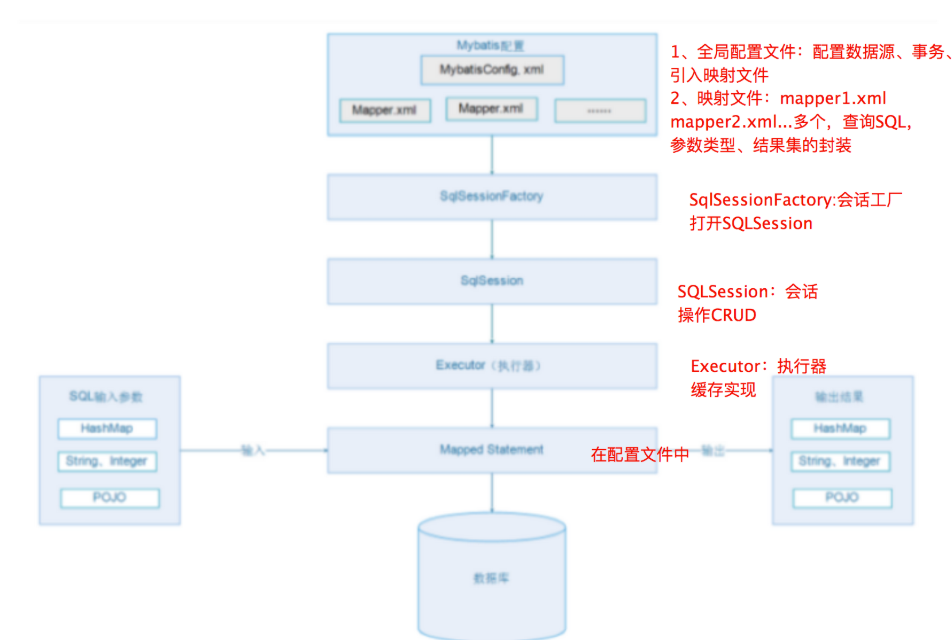 Mybatis配置
MybatisConfig, xml
Mapper.xml
Mapper.xml
......
1、全局配置文件：配置数据源、事务、
引入映射文件
2、映射文件：mapper1.xml
mapper2.xml...多个，查询SQL，
参数类型、结果集的封装
SqlSessionFactory
SqlSessionFactory:会话工厂
打开SQLSession
SqlSession
SQLSession：会话
操作CRUD
Executor（执行器）
Executor：执行器
缓存实现
SQL输入参数
HashMap
String、Integer
POJO
输入
Mapped Statement
在配置文件中
输出
输出结果
HashMap
String、Integer
POJO
数据库